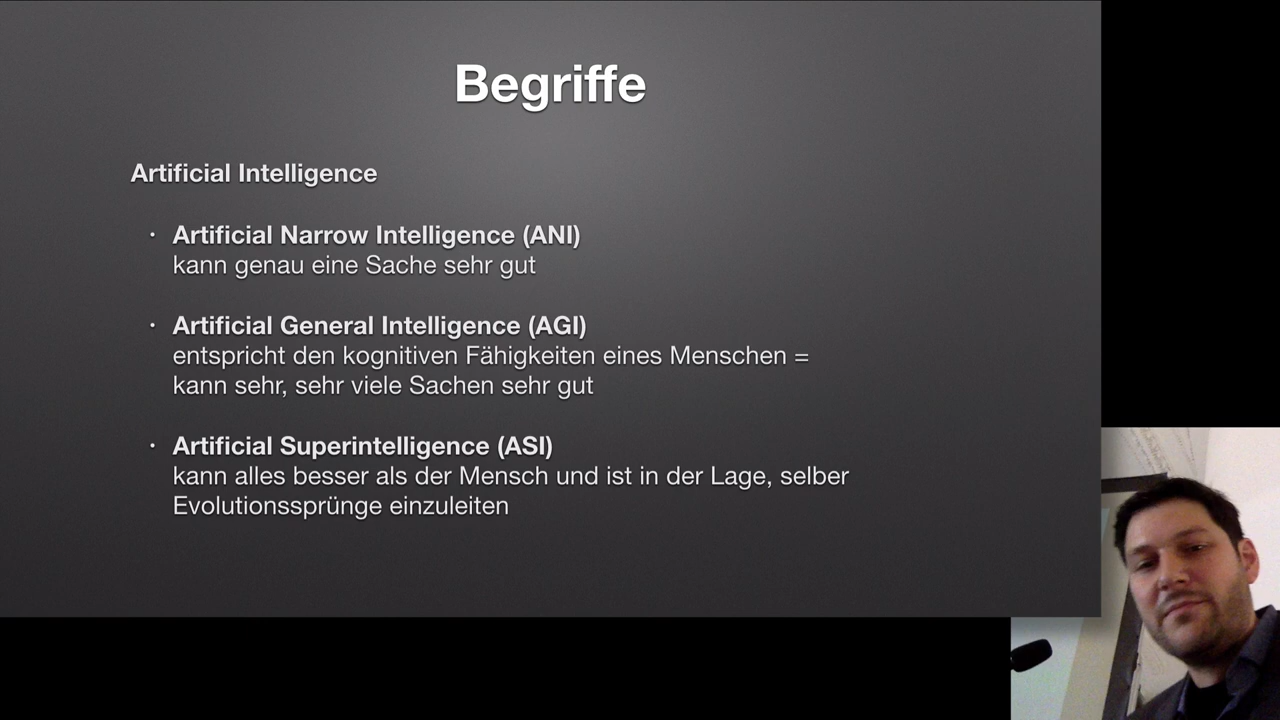 Begriffe
Artificial Intelligence
• Artificial Narrow Intelligence (ANI)
kann genau eine Sache sehr gut
• Artificial General Intelligence (AGI)
entspricht den kognitiven Fähigkeiten eines Menschen =
kann sehr, sehr viele Sachen sehr gut
• Artificial Superintelligence (ASI)
kann alles besser als der Mensch und ist in der Lage, selber
Evolutionssprünge einzuleiten